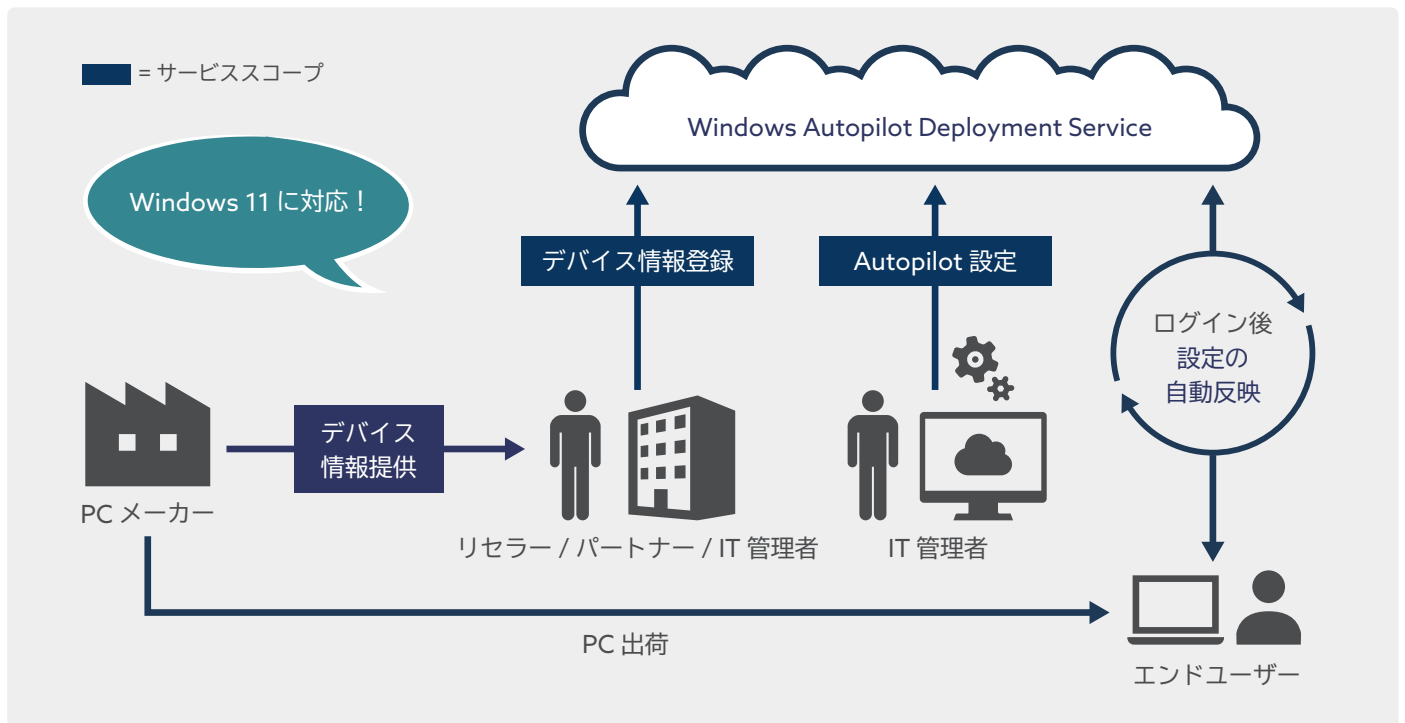 = サービススコープ
Windows Autopilot Deployment Service
Windows 11 に対応！
デバイス情報登録
Autopilot 設定
ログイン後
設定の
自動反映
デバイス
情報提供
PC メーカー
リセラー / パートナー / IT 管理者
IT 管理者
PC 出荷
エンドユーザー